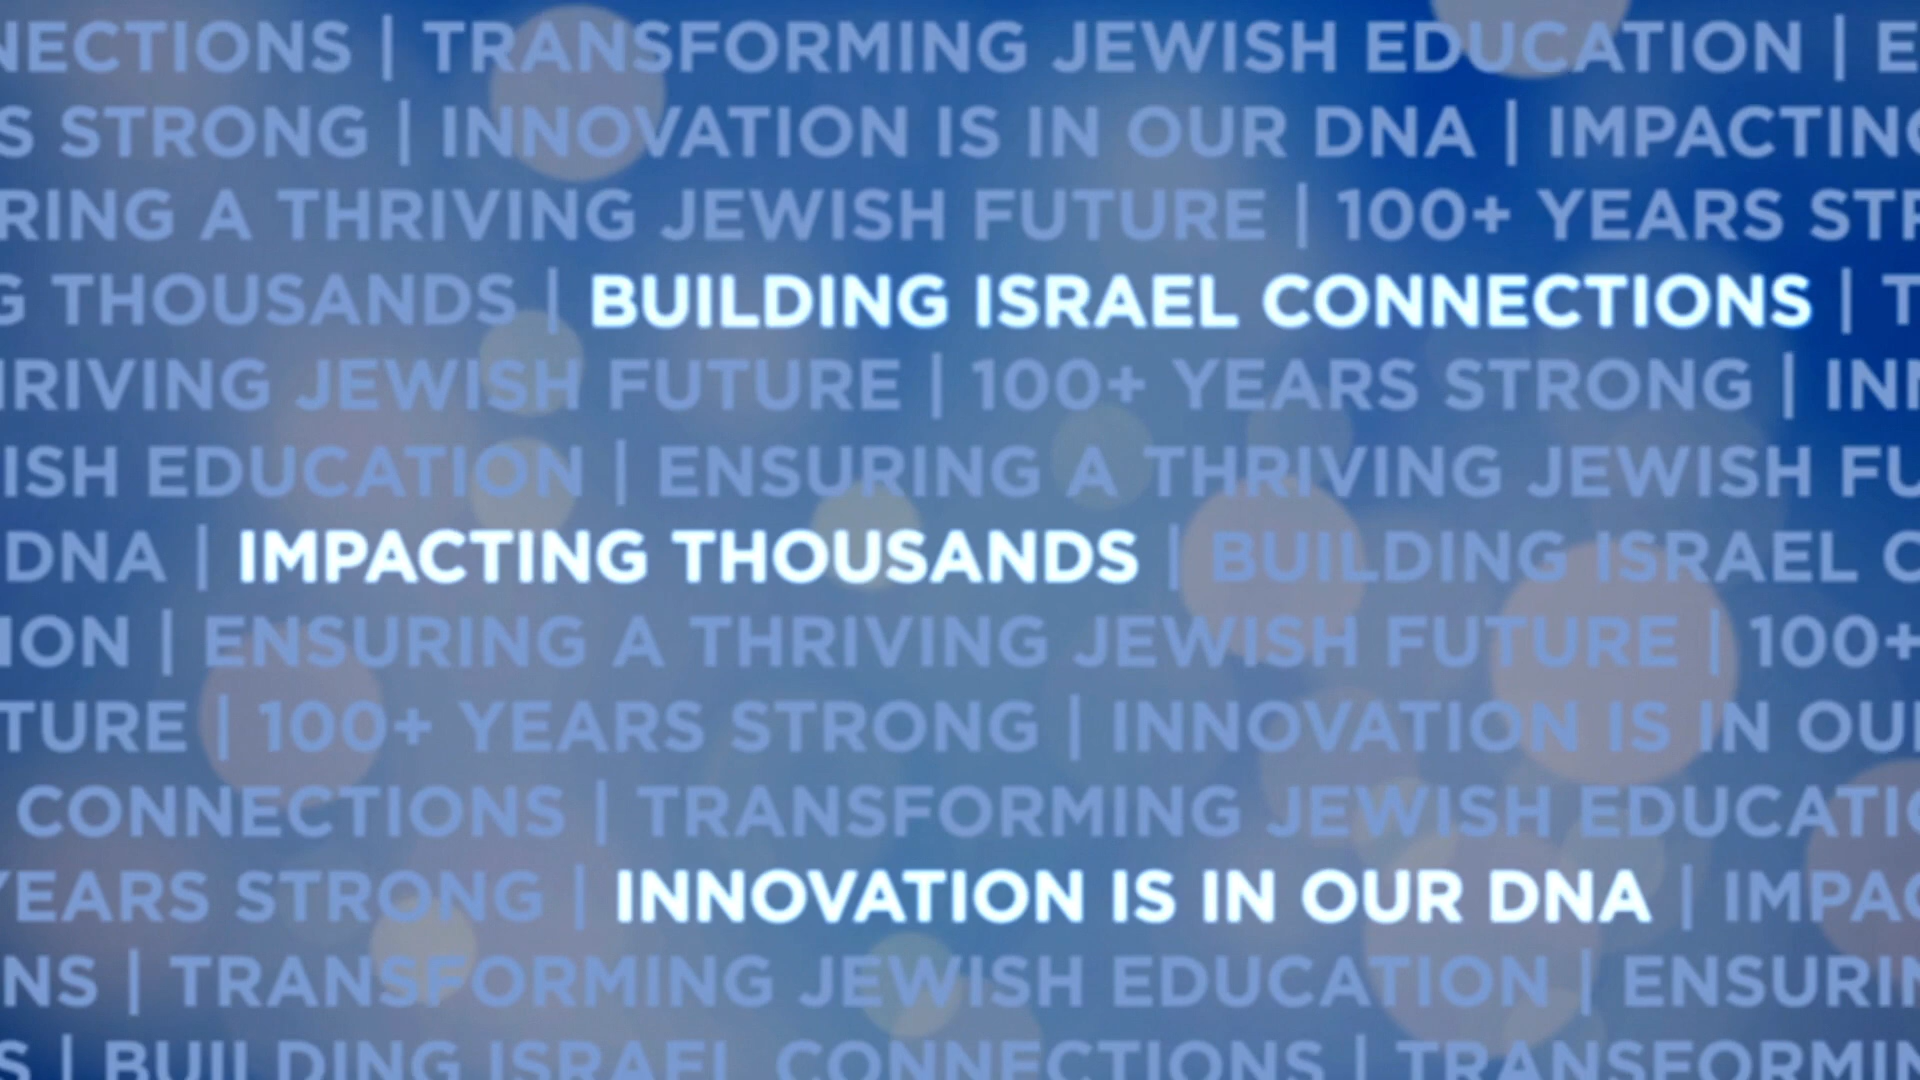 NECTIONS | TRANSFORMING JEWISH EDUCATION | E
S STRONG | INNOVATION IS IN OUR DNA | IMPACTING
RING A THRIVING JEWISH FUTURE | 100+ YEARS STR
G THOUSANDS | BUILDING ISRAEL CONNECTIONS | T
RIVING JEWISH FUTURE | 100+ YEARS STRONG | INN
ISH EDUCATION | ENSURING A THRIVING JEWISH FU
DNA | IMPACTING THOUSANDS | BUILDING ISRAEL C
ION | ENSURING A THRIVING JEWISH FUTURE | 100+
TURE | 100+ YEARS STRONG | INNOVATION IS IN OU
CONNECTIONS | TRANSFORMING JEWISH EDUCATIO
YEARS STRONG | INNOVATION IS IN OUR DNA | IMPAC
NS | TRANSFORMING JEWISH EDUCATION | ENSURIN
S | BUILDING ISRAEL CONNECTIONS | TRANSFORMIN